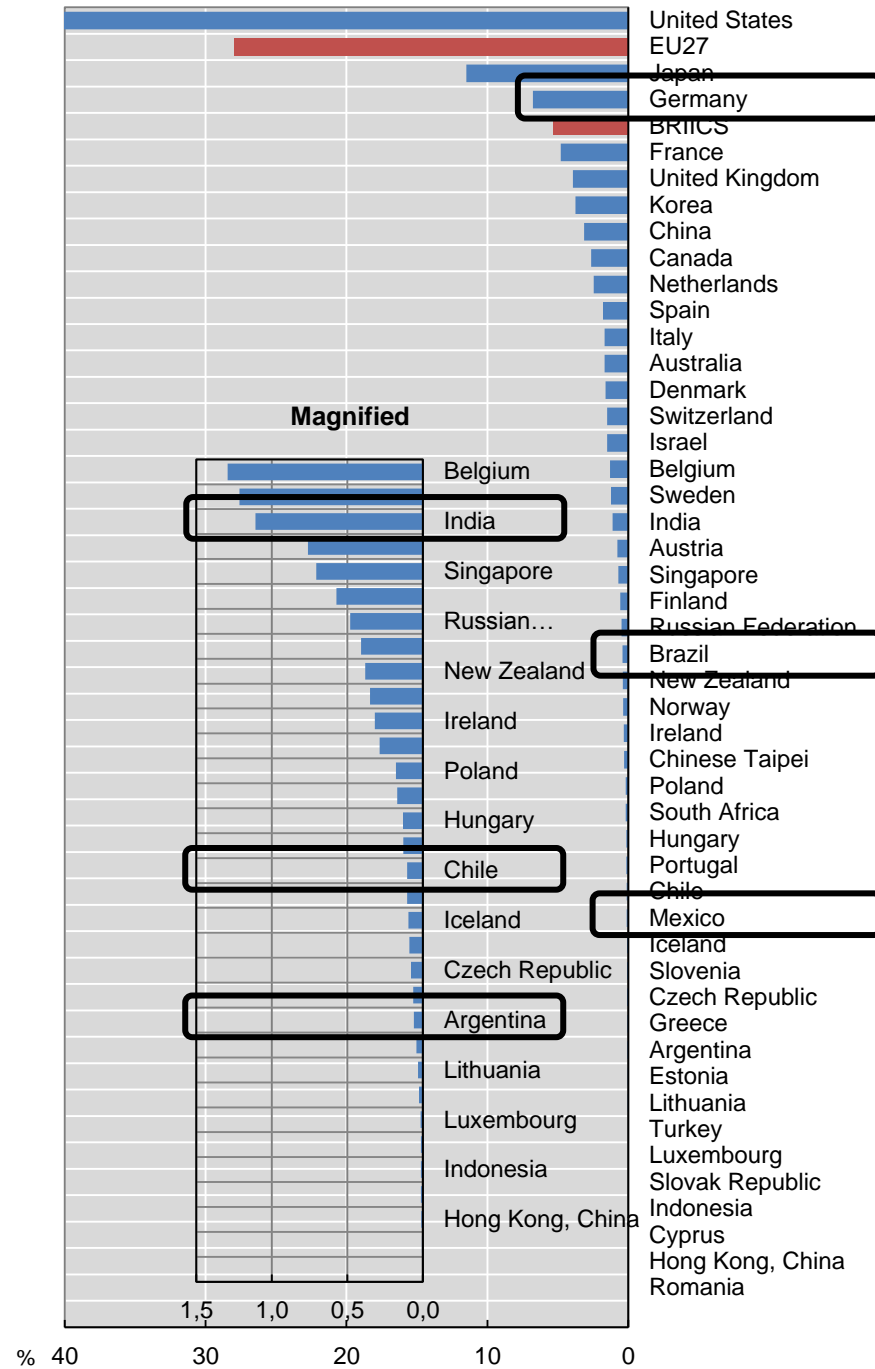 United States
EU27
Japan
Germany
BRIICS
France
United Kingdom
Korea
China
Canada
Netherlands
Spain
Italy
Australia
Denmark
Switzerland
Israel
Belgium
Sweden
India
Austria
Singapore
Finland
Russian Federation
Brazil
New Zealand
Norway
Ireland
Chinese Taipei
Poland
South Africa
Hungary
Portugal
Chile
Mexico
Iceland
Slovenia
Czech Republic
Greece
Argentina
Estonia
Lithuania
Turkey
Luxembourg
Slovak Republic
Indonesia
Cyprus
Hong Kong, China
Romania
Magnified
Belgium
India
Singapore
Russian…
New Zealand
Ireland
Poland
Hungary
Chile
Iceland
Czech Republic
Argentina
Lithuania
Luxembourg
Indonesia
Hong Kong, China
1,5 1,0 0,5 0,0
% 40 30 20 10 0